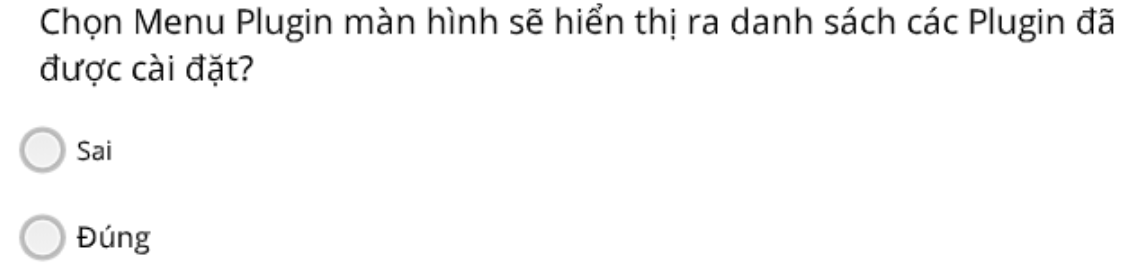 Chọn Menu Plugin màn hình sẽ hiển thị ra danh sách các Plugin đã
được cài đặt?
Sai
Đúng